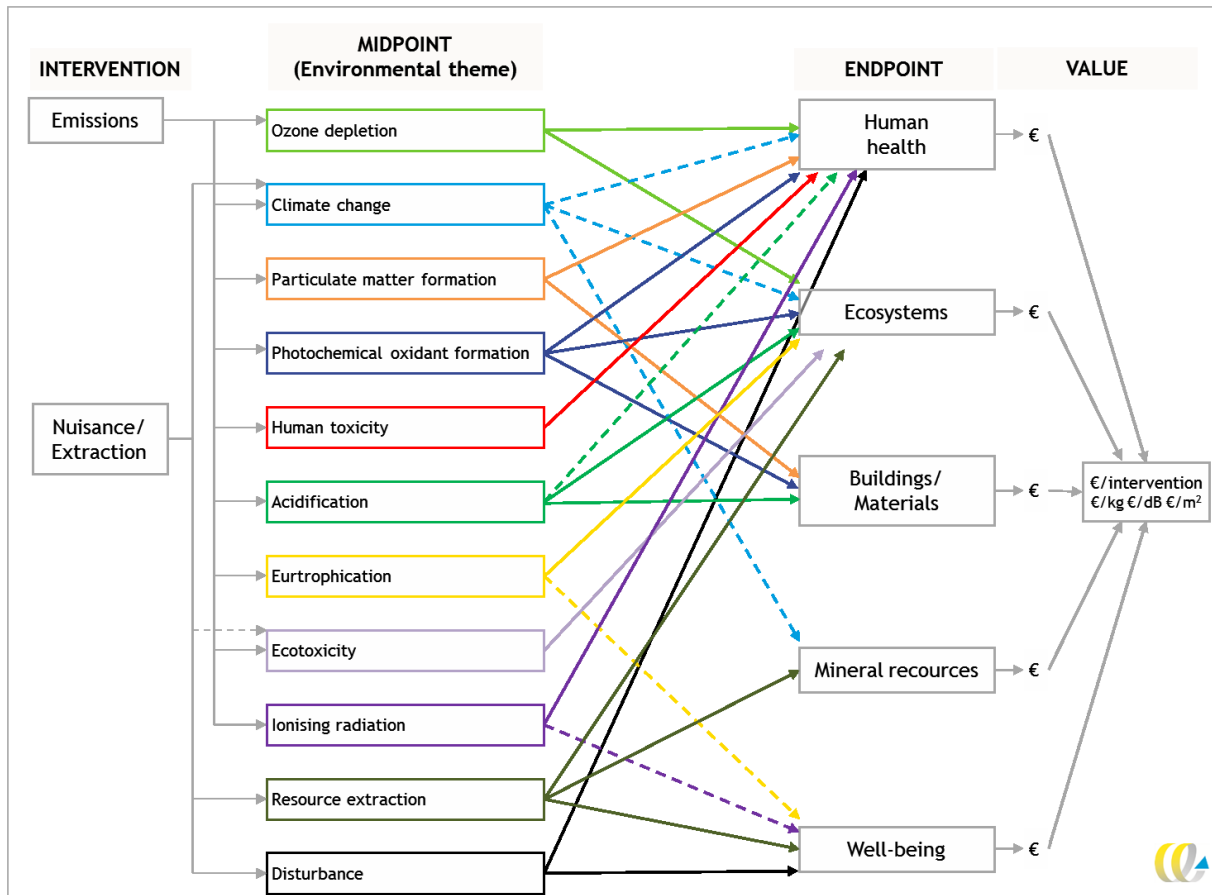 INTERVENTION
MIDPOINT
(Environmental theme)
ENDPOINT
VALUE
Emissions
Nuisance/
Extraction
Ozone depletion
Climate change
Particulate matter formation
Photochemical oxidant formation
Human toxicity
Acidification
Eurtrophication
Ecotoxicity
Ionising radiation
Resource extraction
Disturbance
Human
health
€
Ecosystems
€
Buildings/
Materials
€
Mineral recources
€
Well-being
€
€/intervention
€/kg €/dB €/m²